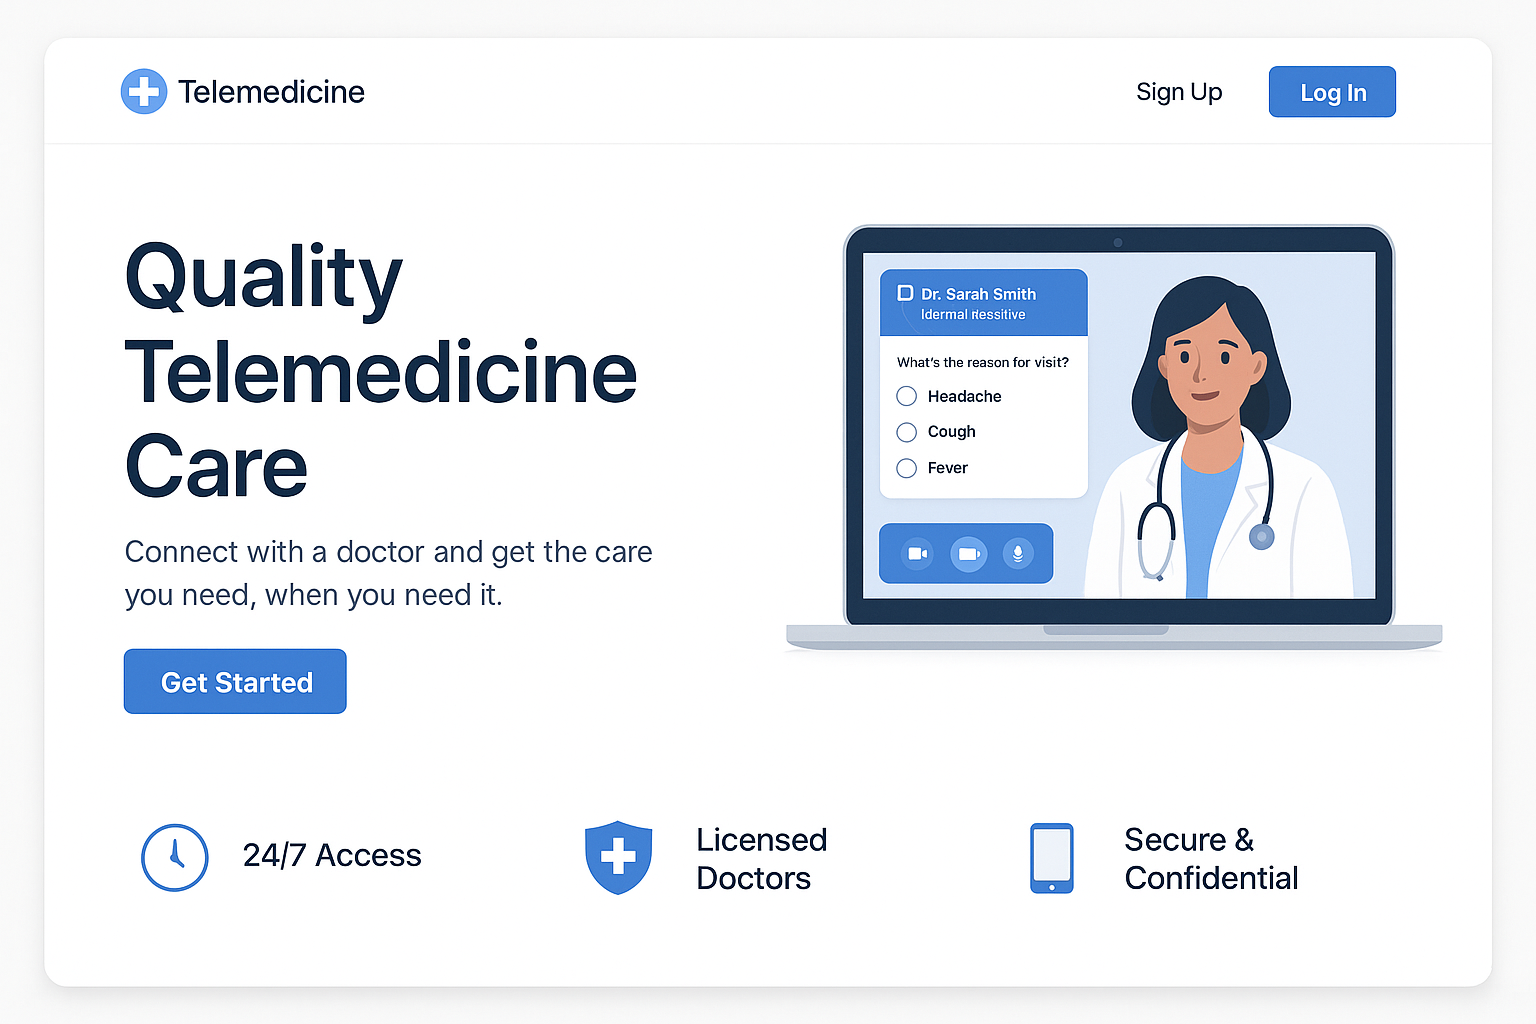 Telemedicine
Sign Up
Log In
Quality
Telemedicine
Care
Connect with a doctor and get the care
you need, when you need it.
Get Started
Dr. Sarah Smith
Idermal
What's the reason for visit?
Headache
Cough
Fever
24/7 Access
Licensed
Doctors
Secure &
Confidential